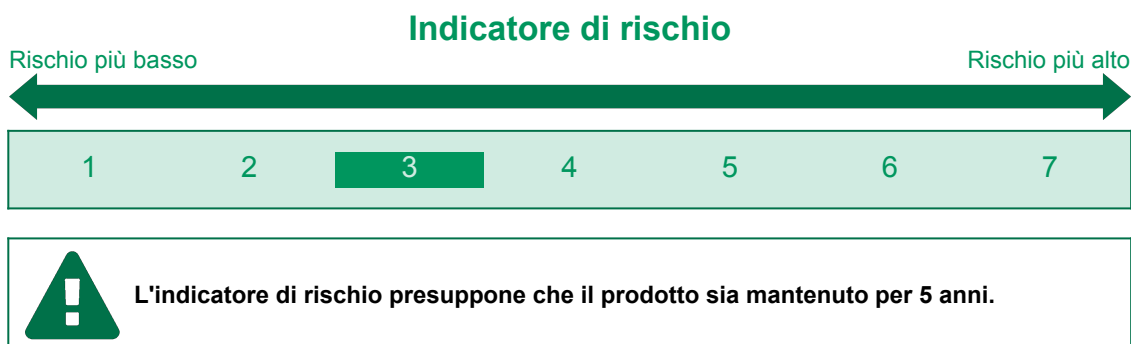 Indicatore di rischio
Rischio più basso Rischio più alto
1 2 3 4 5 6 7
L'indicatore di rischio presuppone che il prodotto sia mantenuto per 5 anni.